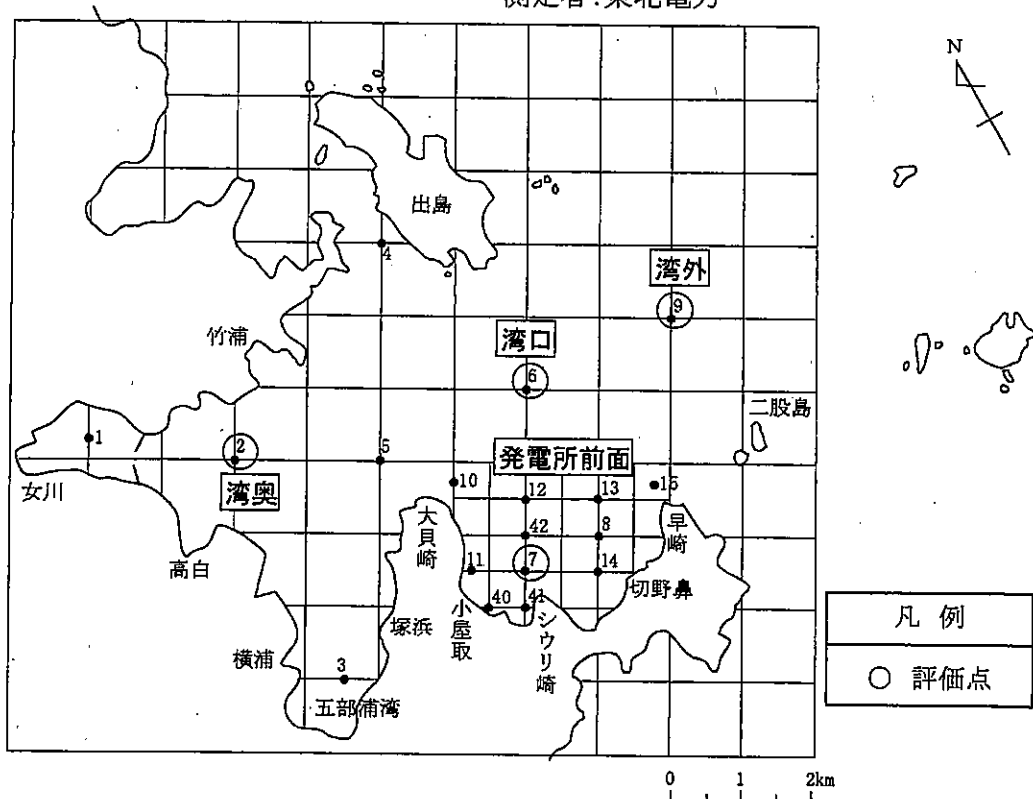 測定者:東北電力
N
出島
4
湾外
9
竹浦
湾口
6
二股島
1
2
5
発電所前面
女川
湾奥
10
12
13
15
大貝崎
42
8
早崎
高白
11
7
14
切野鼻
40
41
小屋取
シウリ崎
塚浜
横浦
3
五部浦湾
凡 例
○ 評価点
0 1 2km